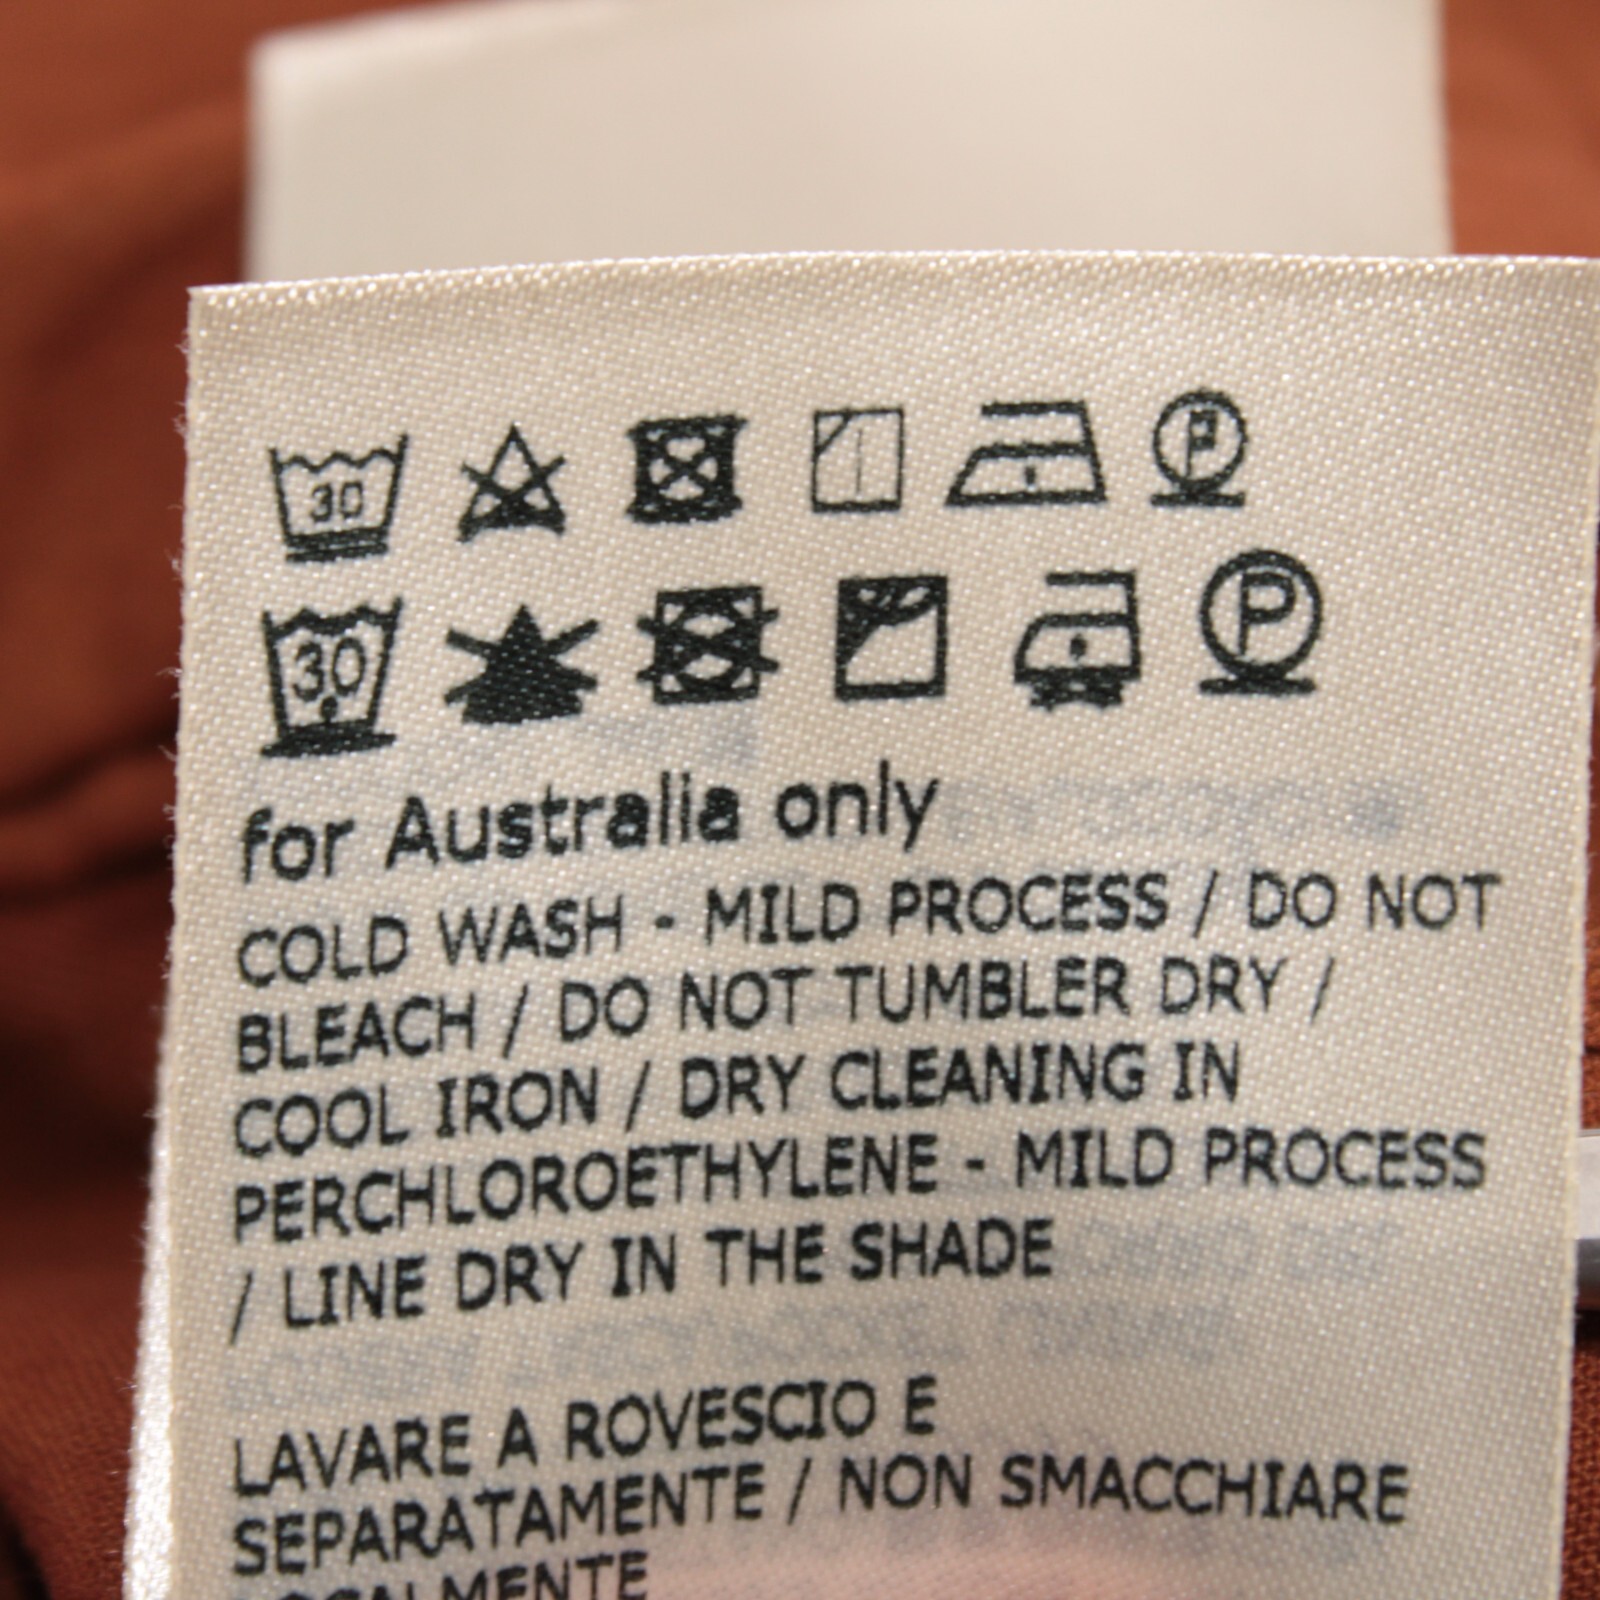 30
P
30
P
for Australia only
COLD WASH - MILD PROCESS / DO NOT
BLEACH / DO NOT TUMBLER DRY /
COOL IRON / DRY CLEANING IN
PERCHLOROETHYLENE - MILD PROCESS
/ LINE DRY IN THE SHADE
LAVARE A ROVESCIO E
SEPARATAMENTE / NON SMACCHIARE
LOCALMENTE